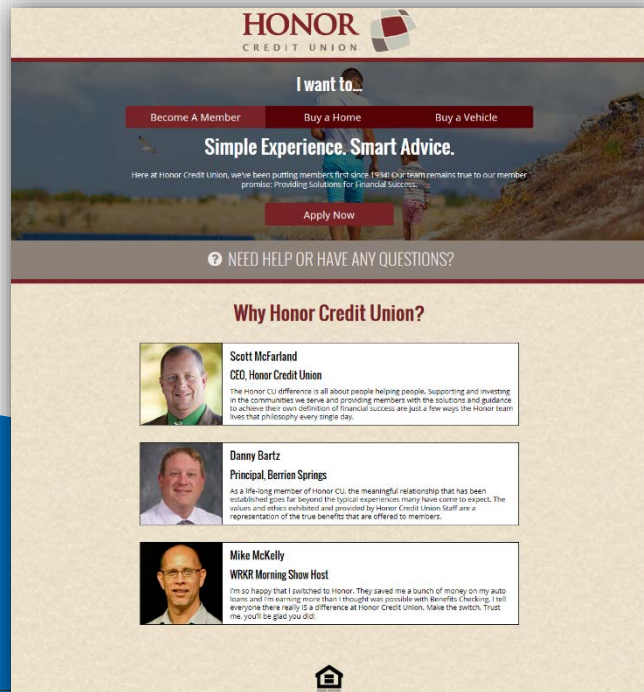 HONOR
CREDIT UNION
I want to...
Become A Member
Buy a Home
Buy a Vehicle
Simple Experience. Smart Advice.
Here at Honor Credit Union, we've been putting members first since 1934! Our team remains true to our member
promise: Providing Solutions for Financial Success.
Apply Now
NEED HELP OR HAVE ANY QUESTIONS?
Why Honor Credit Union?
Scott McFarland
CEO, Honor Credit Union
The Honor CU difference is all about people helping people. Supporting and investing
in the communities we serve and providing members with the solutions and guidance
to achieve their own definition of financial success are just a few ways the Honor team
lives that philosophy every single day.
Danny Bartz
Principal, Berrien Springs
As a life-long member of Honor CU, the meaningful relationship that has been
established goes far beyond the typical experiences many have come to expect. The
values and ethics exhibited and provided by Honor Credit Union Staff are a
representation of the true benefits that are offered to members.
Mike McKelly
WRKR Morning Show Host
I'm so happy that I switched to Honor. They saved me a bunch of money on my auto
loans and I'm earning more than I thought was possible with Benefits Checking. I tell
everyone there really IS a difference at Honor Credit Union. Make the switch. Trust
me, you'll be glad you did!